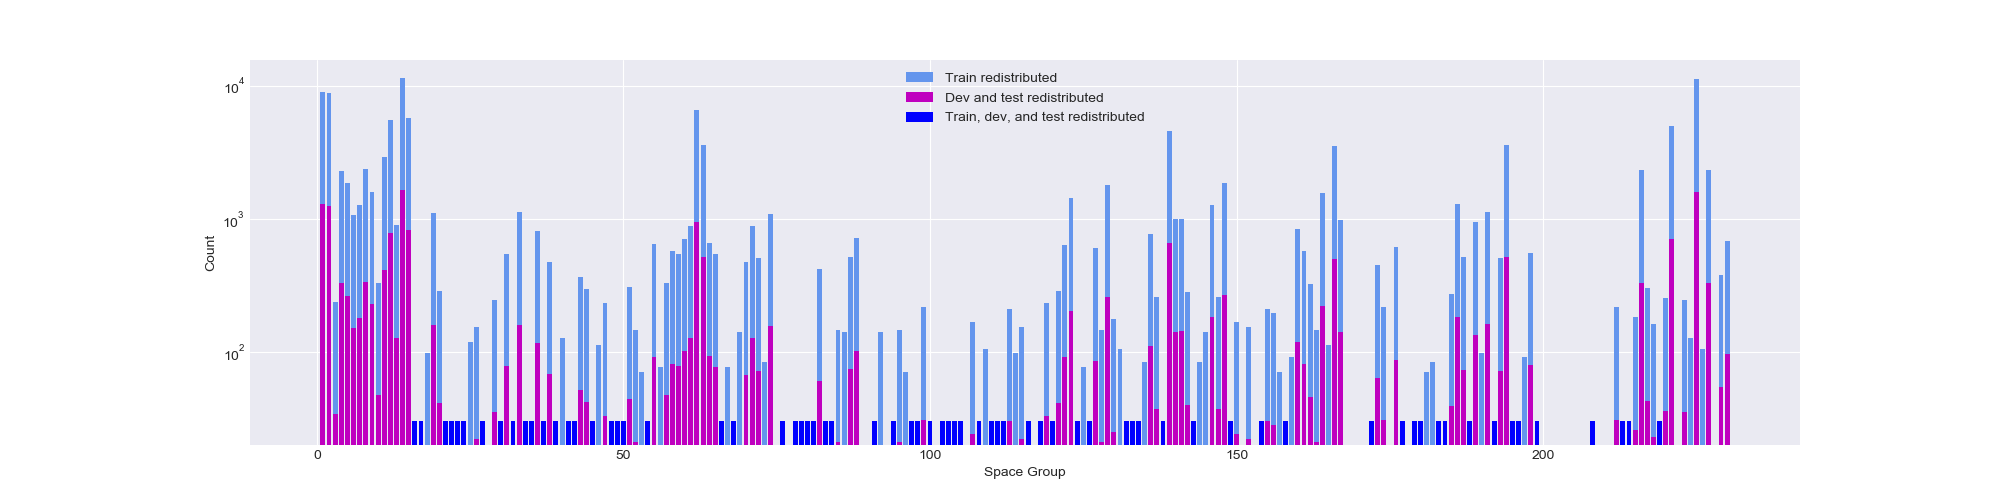 Train redistributed
Dev and test redistributed
Train, dev, and test redistributed
10^4
10^3
10^2
Count
0 50 100 150 200
Space Group